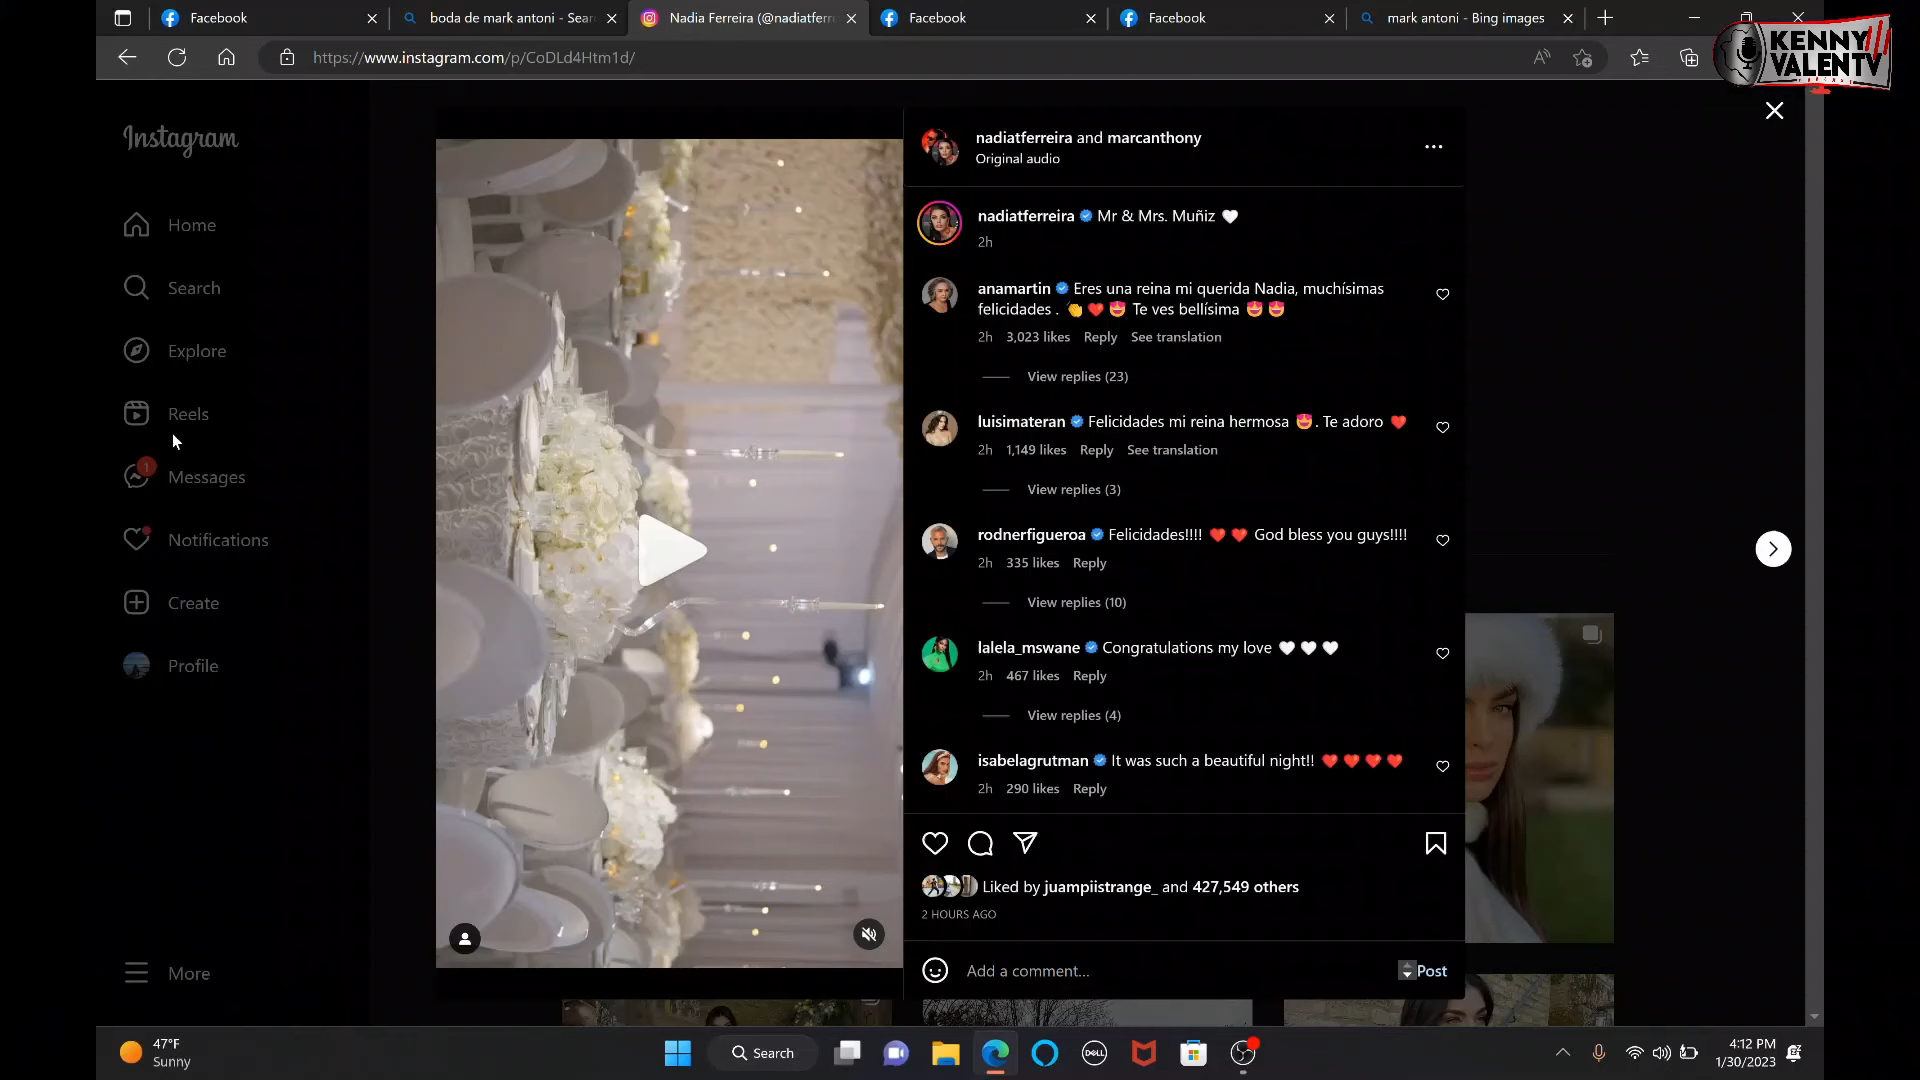 Facebook
boda de mark antoni - Sear
Nadia Ferreira (@nadiatferr
Facebook
Facebook
mark antoni - Bing images
https://www.instagram.com/p/CoDLd4Htm1d/
KENNY
VALENTV
PODCAST
Instagram
Home
Search
Explore
Reels
1
Messages
Notifications
Create
Profile
More
nadiatferreira and marcanthony
Original audio
nadiatferreira Mr & Mrs. Muñiz 🤍
2h
anamartin Eres una reina mi querida Nadia, muchísimas
felicidades . 👏❤️😍 Te ves bellísima 😍😍
2h 3,023 likes Reply See translation
View replies (23)
luisimateran Felicidades mi reina hermosa 😍. Te adoro ❤️
2h 1,149 likes Reply See translation
View replies (3)
rodnerfigueroa Felicidades!!!! ❤️❤️ God bless you guys!!!!
2h 335 likes Reply
View replies (10)
lalela_mswane Congratulations my love 🤍🤍🤍
2h 467 likes Reply
View replies (4)
isabelagrutman It was such a beautiful night!! ❤️❤️❤️❤️
2h 290 likes Reply
Liked by juampiistrange_ and 427,549 others
2 HOURS AGO
Add a comment...
Post
47°F
Sunny
Search
DELL
4:12 PM
1/30/2023